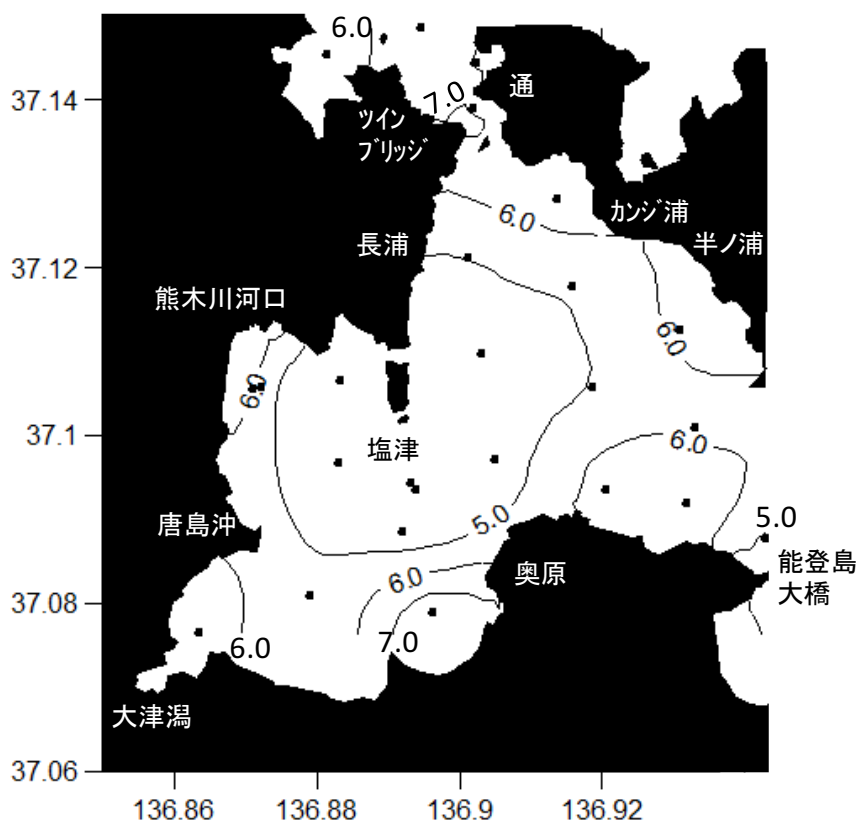 6.0
37.14
7.0
通
ツイン
ブリッジ
6.0
カンジ浦
長浦
半ノ浦
37.12
熊木川河口
6.0
6.0
37.1
塩津
6.0
5.0
5.0
唐島沖
奥原
能登島
大橋
6.0
37.08
6.0
7.0
大津潟
37.06
136.86
136.88
136.9
136.92